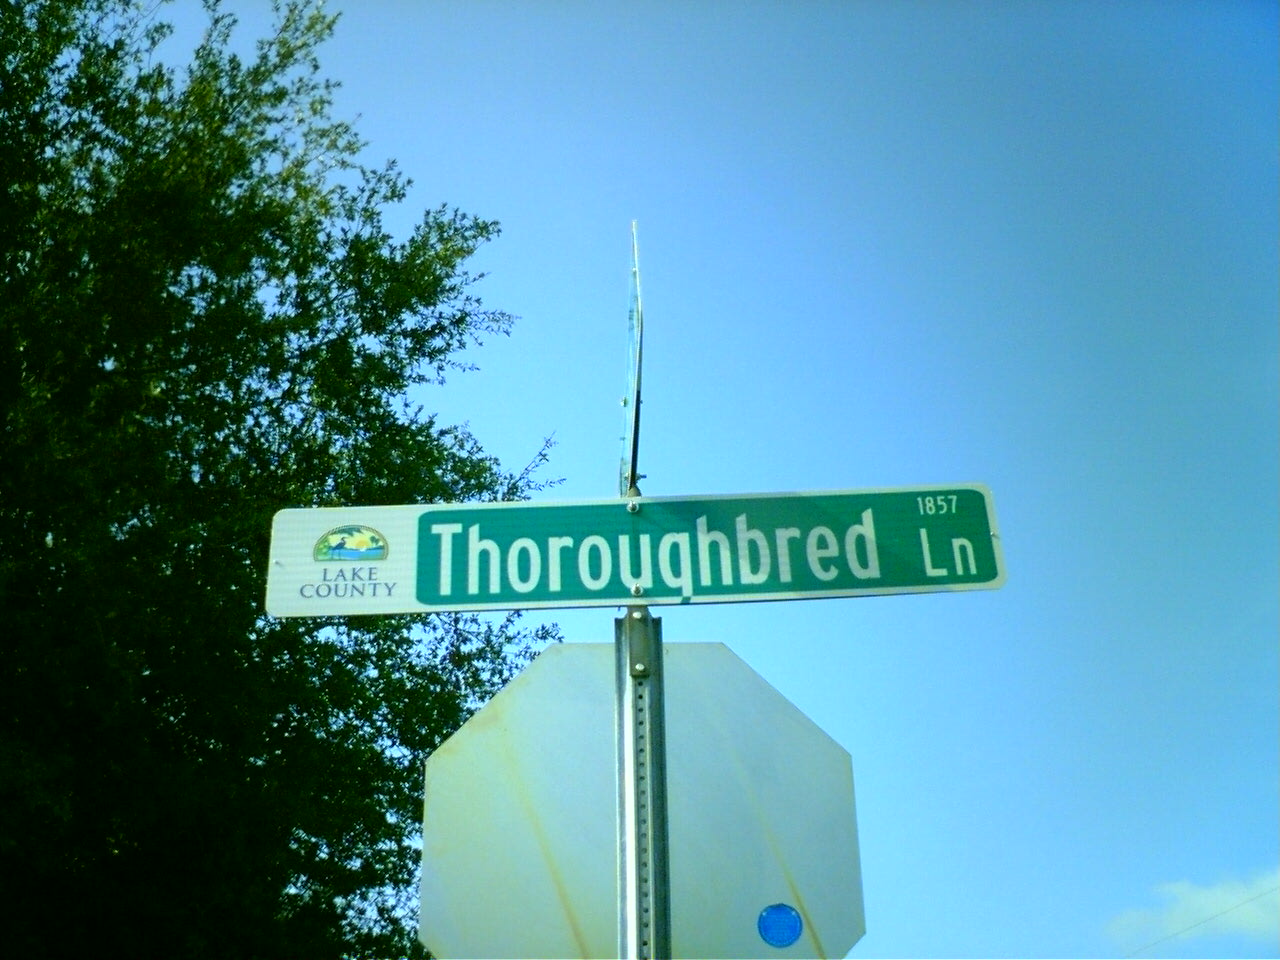 LAKE
COUNTY
Thoroughbred Ln
1857